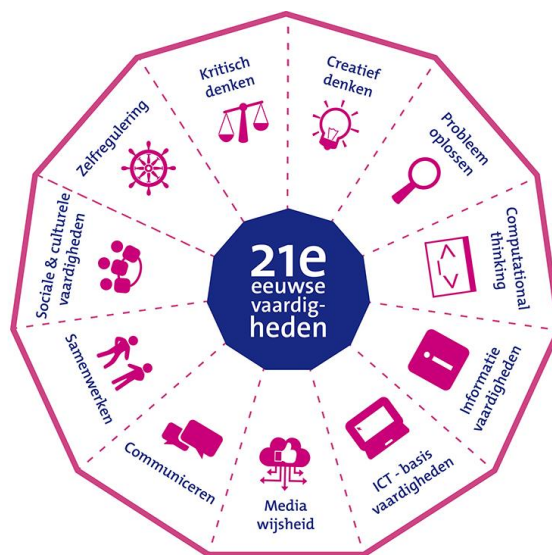 21e
eeuwse
vaardig-
heden
Kritisch
denken
Creatief
denken
Probleem
oplossen
Computational
thinking
Informatie
vaardigheden
ICT - basis
vaardigheden
Media
wijsheid
Communiceren
Samenwerken
Sociale & culturele
vaardigheden
Zelfregulering